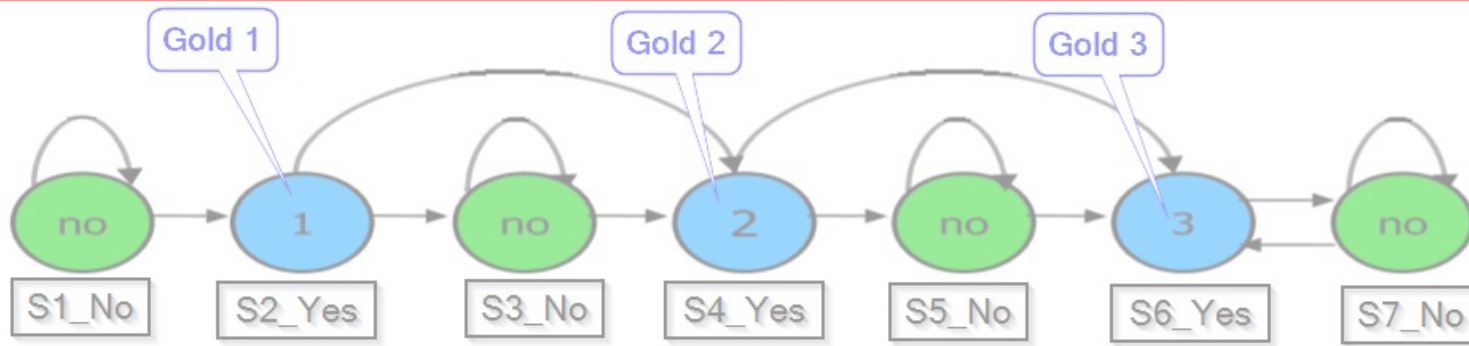 Gold 1
Gold 2
Gold 3
no
1
no
2
no
3
no
S1_No
S2_Yes
S3_No
S4_Yes
S5_No
S6_Yes
S7_No